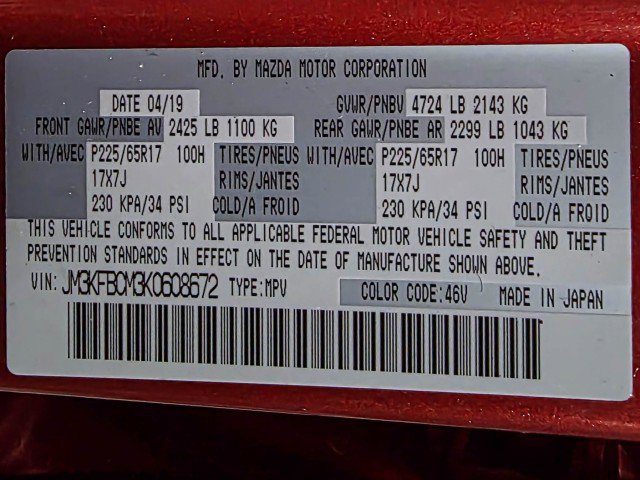 MFD. BY MAZDA MOTOR CORPORATION
DATE 04/19 GVWR/PNBV 4724 LB 2143 KG
FRONT GAWR/PNBE AV 2425 LB 1100 KG REAR GAWR/PNBE AR 2299 LB 1043 KG
WITH/AVEC P225/65R17 100H TIRES/PNEUS WITH/AVEC P225/65R17 100H TIRES/PNEUS
17X7J RIMS/JANTES 17X7J RIMS/JANTES
230 KPA/34 PSI COLD/A FROID 230 KPA/34 PSI COLD/A FROID
THIS VEHICLE CONFORMS TO ALL APPLICABLE FEDERAL MOTOR VEHICLE SAFETY AND THEFT
PREVENTION STANDARDS IN EFFECT ON THE DATE OF MANUFACTURE SHOWN ABOVE.
VIN: JM3KFB0M3K0608672 TYPE:MPV COLOR CODE:46V MADE IN JAPAN